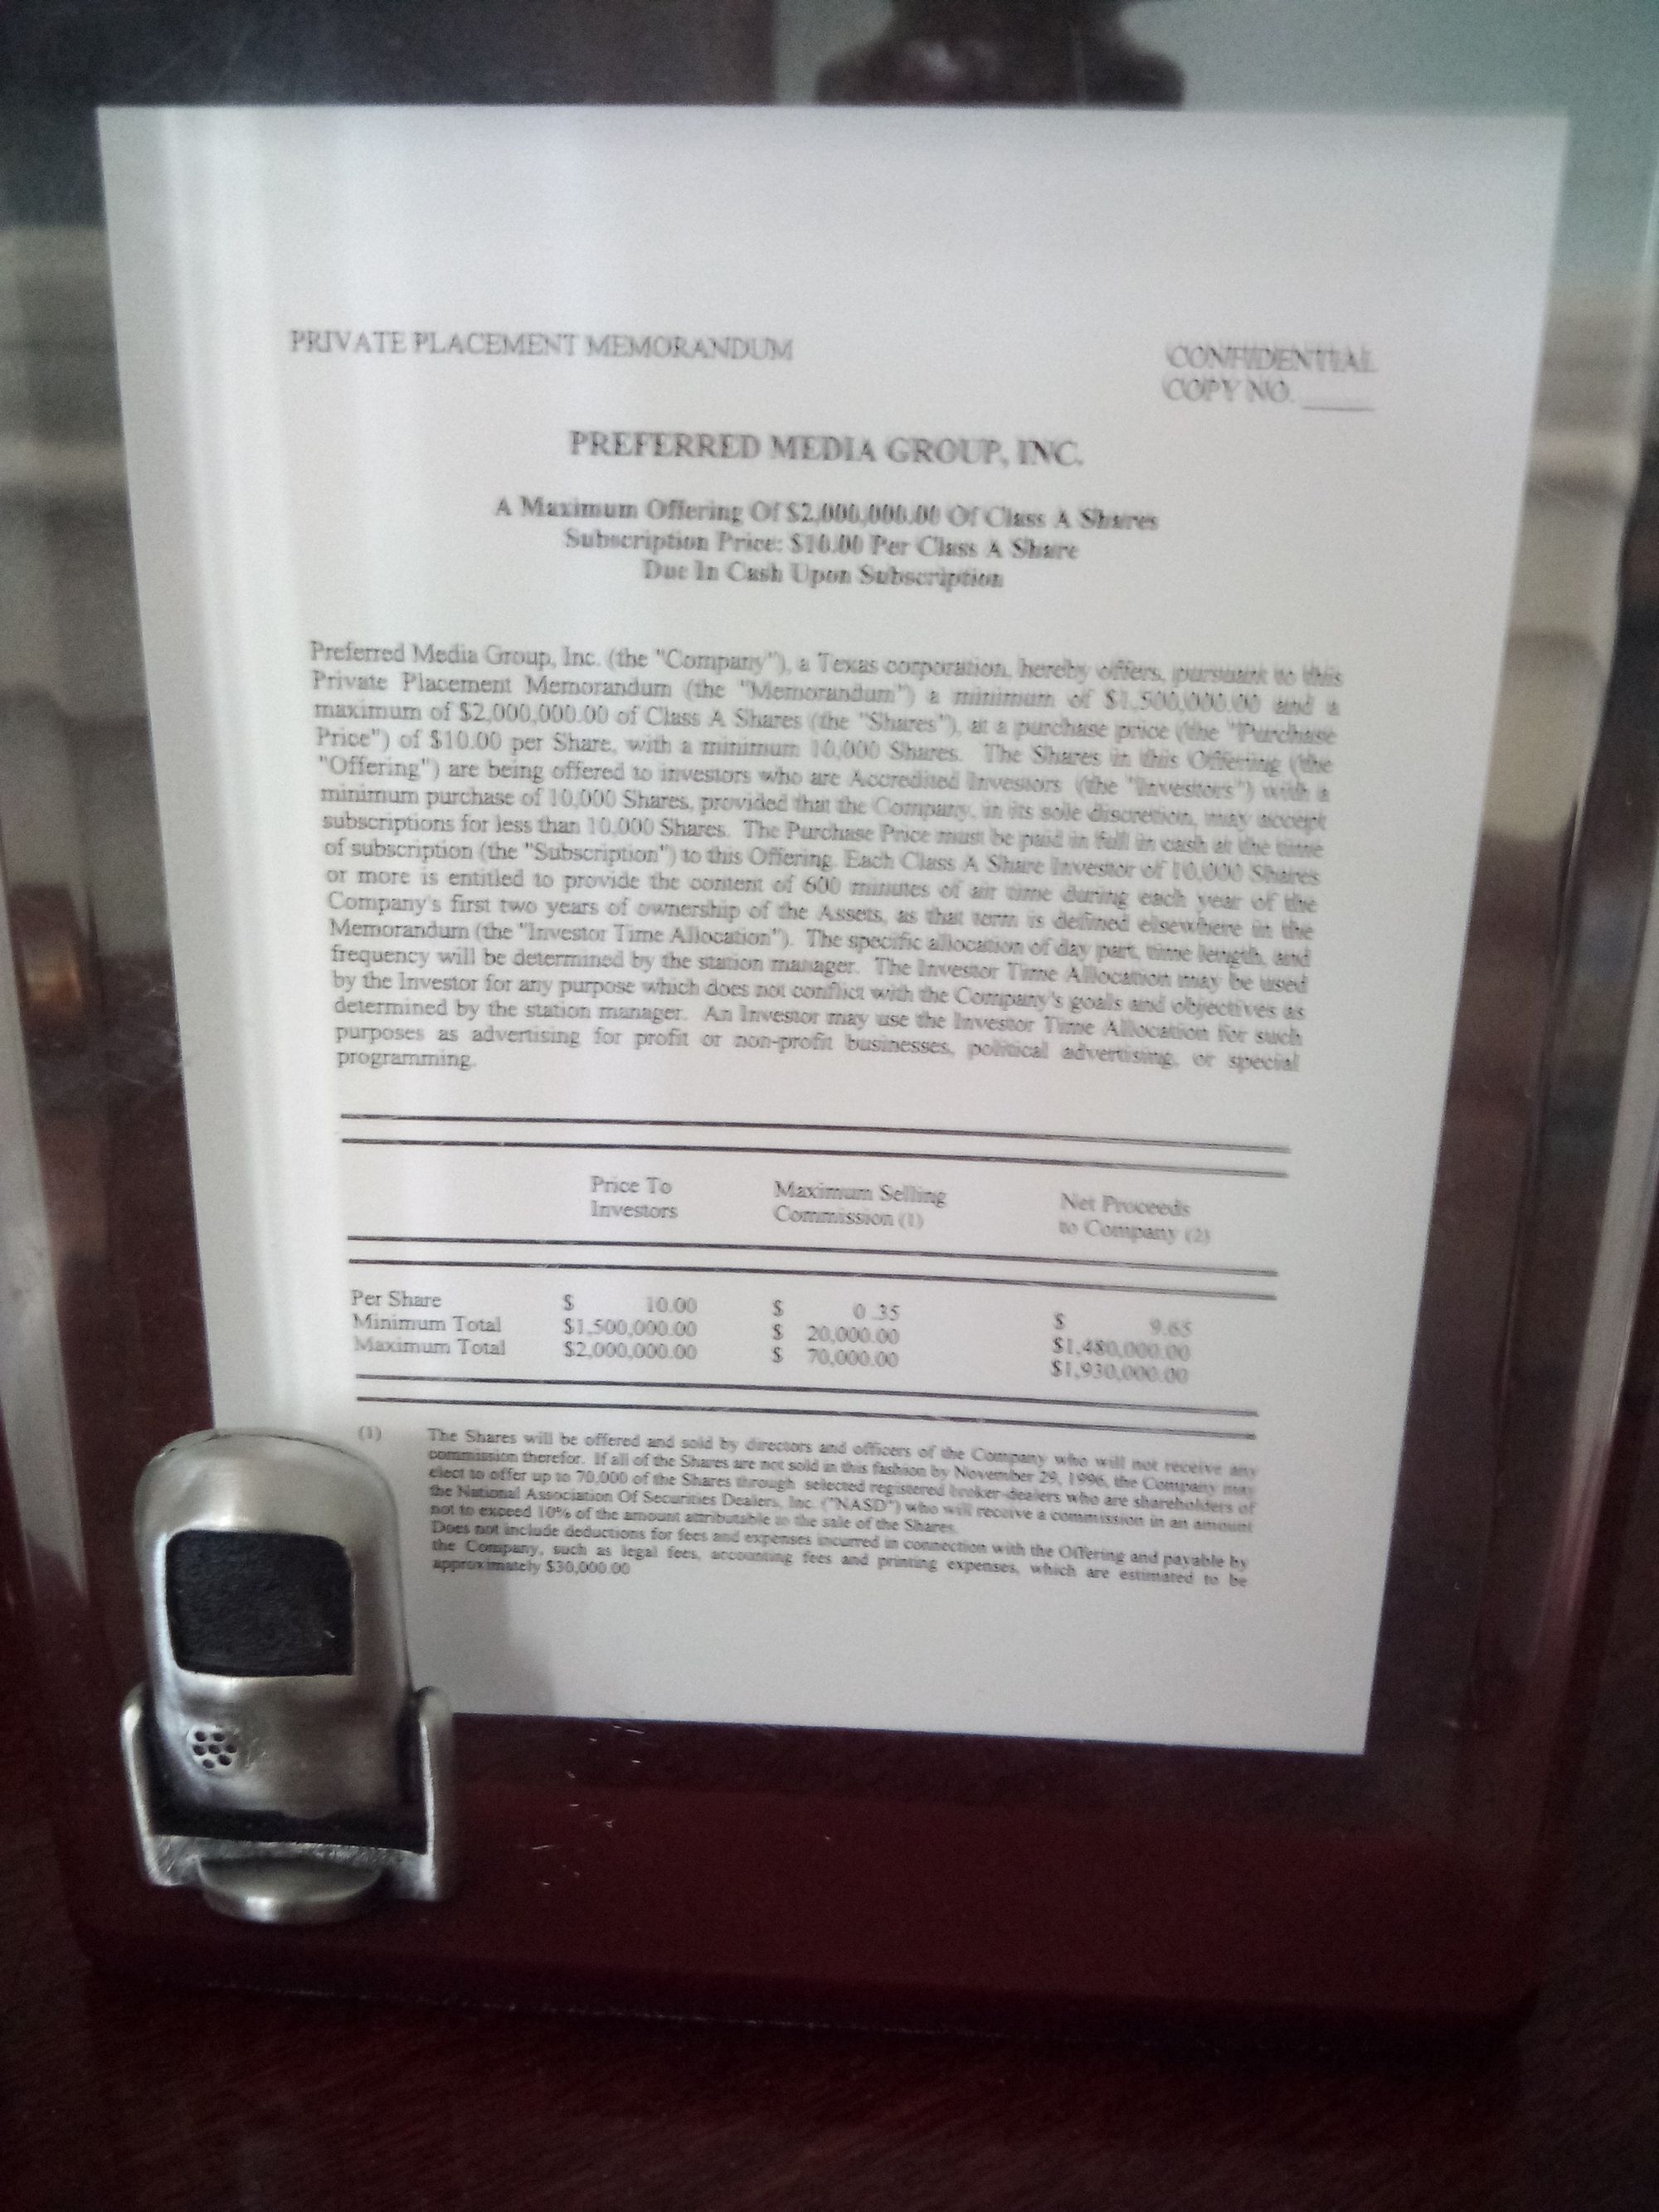 PRIVATE PLACEMENT MEMORANDUM
CONFIDENTIAL
COPY NO. _____
PREFERRED MEDIA GROUP, INC.
A Maximum Offering Of $2,000,000.00 Of Class A Shares
Subscription Price: $10.00 Per Class A Share
Due In Cash Upon Subscription
Preferred Media Group, Inc. (the "Company"), a Texas corporation, hereby offers, pursuant to this
Private Placement Memorandum (the "Memorandum") a minimum of $1,500,000.00 and a
maximum of $2,000,000.00 of Class A Shares (the "Shares"), at a purchase price (the "Purchase
Price") of $10.00 per Share, with a minimum 10,000 Shares. The Shares in this Offering (the
"Offering") are being offered to investors who are Accredited Investors (the "Investors") with a
minimum purchase of 10,000 Shares, provided that the Company, in its sole discretion, may accept
subscriptions for less than 10,000 Shares. The Purchase Price must be paid in full in cash at the time
of subscription (the "Subscription") to this Offering. Each Class A Share Investor of 10,000 Shares
or more is entitled to provide the content of 600 minutes of air time during each year of the
Company's first two years of ownership of the Assets, as that term is defined elsewhere in the
Memorandum (the "Investor Time Allocation"). The specific allocation of day part, time length, and
frequency will be determined by the station manager. The Investor Time Allocation may be used
by the Investor for any purpose which does not conflict with the Company's goals and objectives as
determined by the station manager. An Investor may use the Investor Time Allocation for such
purposes as advertising for profit or non-profit businesses, political advertising, or special
programming.
Price To Maximum Selling Net Proceeds
Investors Commission (1) to Company (2)
Per Share $ 10.00 $ 0.35 $ 9.65
Minimum Total $1,500,000.00 $ 20,000.00 $1,480,000.00
Maximum Total $2,000,000.00 $ 70,000.00 $1,930,000.00
(1) The Shares will be offered and sold by directors and officers of the Company who will not receive any
commission therefor. If all of the Shares are not sold in this fashion by November 29, 1996, the Company may
elect to offer up to 70,000 of the Shares through selected registered broker-dealers who are shareholders of
the National Association Of Securities Dealers, Inc. ("NASD") who will receive a commission in an amount
not to exceed 10% of the amount attributable to the sale of the Shares.
Does not include deductions for fees and expenses incurred in connection with the Offering and payable by
the Company, such as legal fees, accounting fees and printing expenses, which are estimated to be
approximately $30,000.00